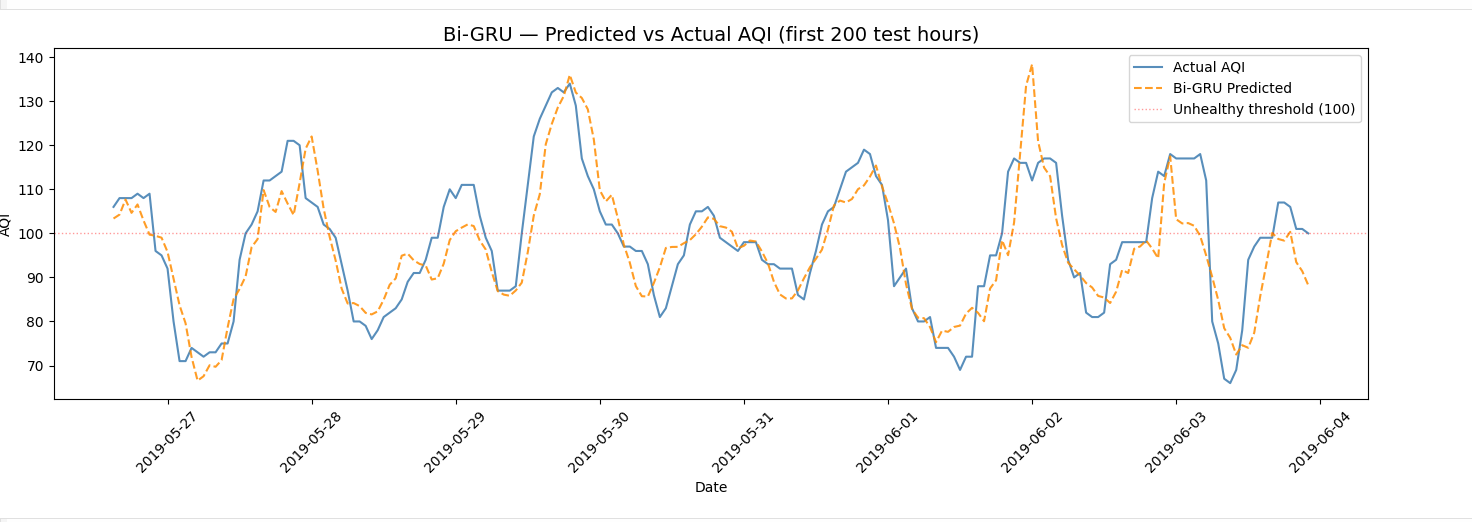 Bi-GRU — Predicted vs Actual AQI (first 200 test hours)
140
130
120
110
100
90
80
70
AQI
Actual AQI
Bi-GRU Predicted
Unhealthy threshold (100)
2019-05-27
2019-05-28
2019-05-29
2019-05-30
2019-05-31
2019-06-01
2019-06-02
2019-06-03
2019-06-04
Date